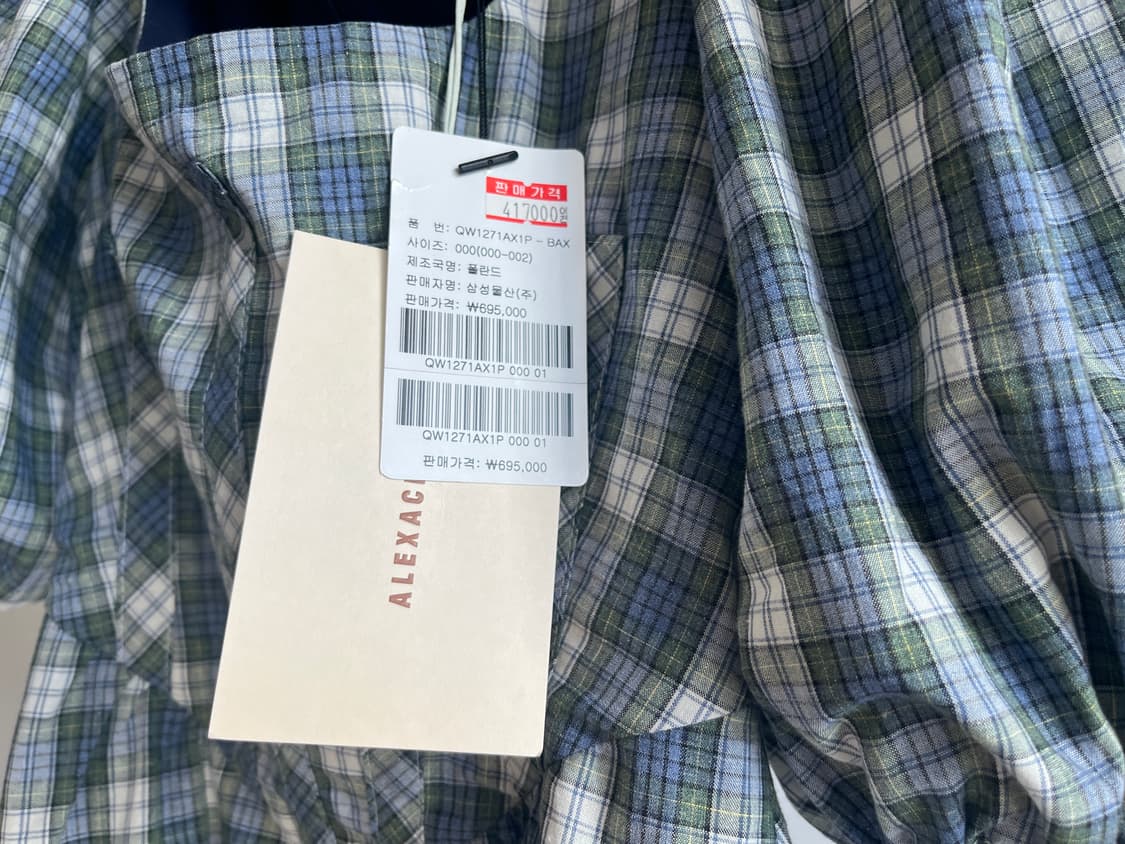 판매가격
417000원
품 번: QW1271AX1P - BAX
사이즈: 000(000-002)
제조국명: 폴란드
판매자명: 삼성물산(주)
판매가격: ₩695,000
QW1271AX1P 000 01
QW1271AX1P 000 01
판매가격: ₩695,000
ALEXAC